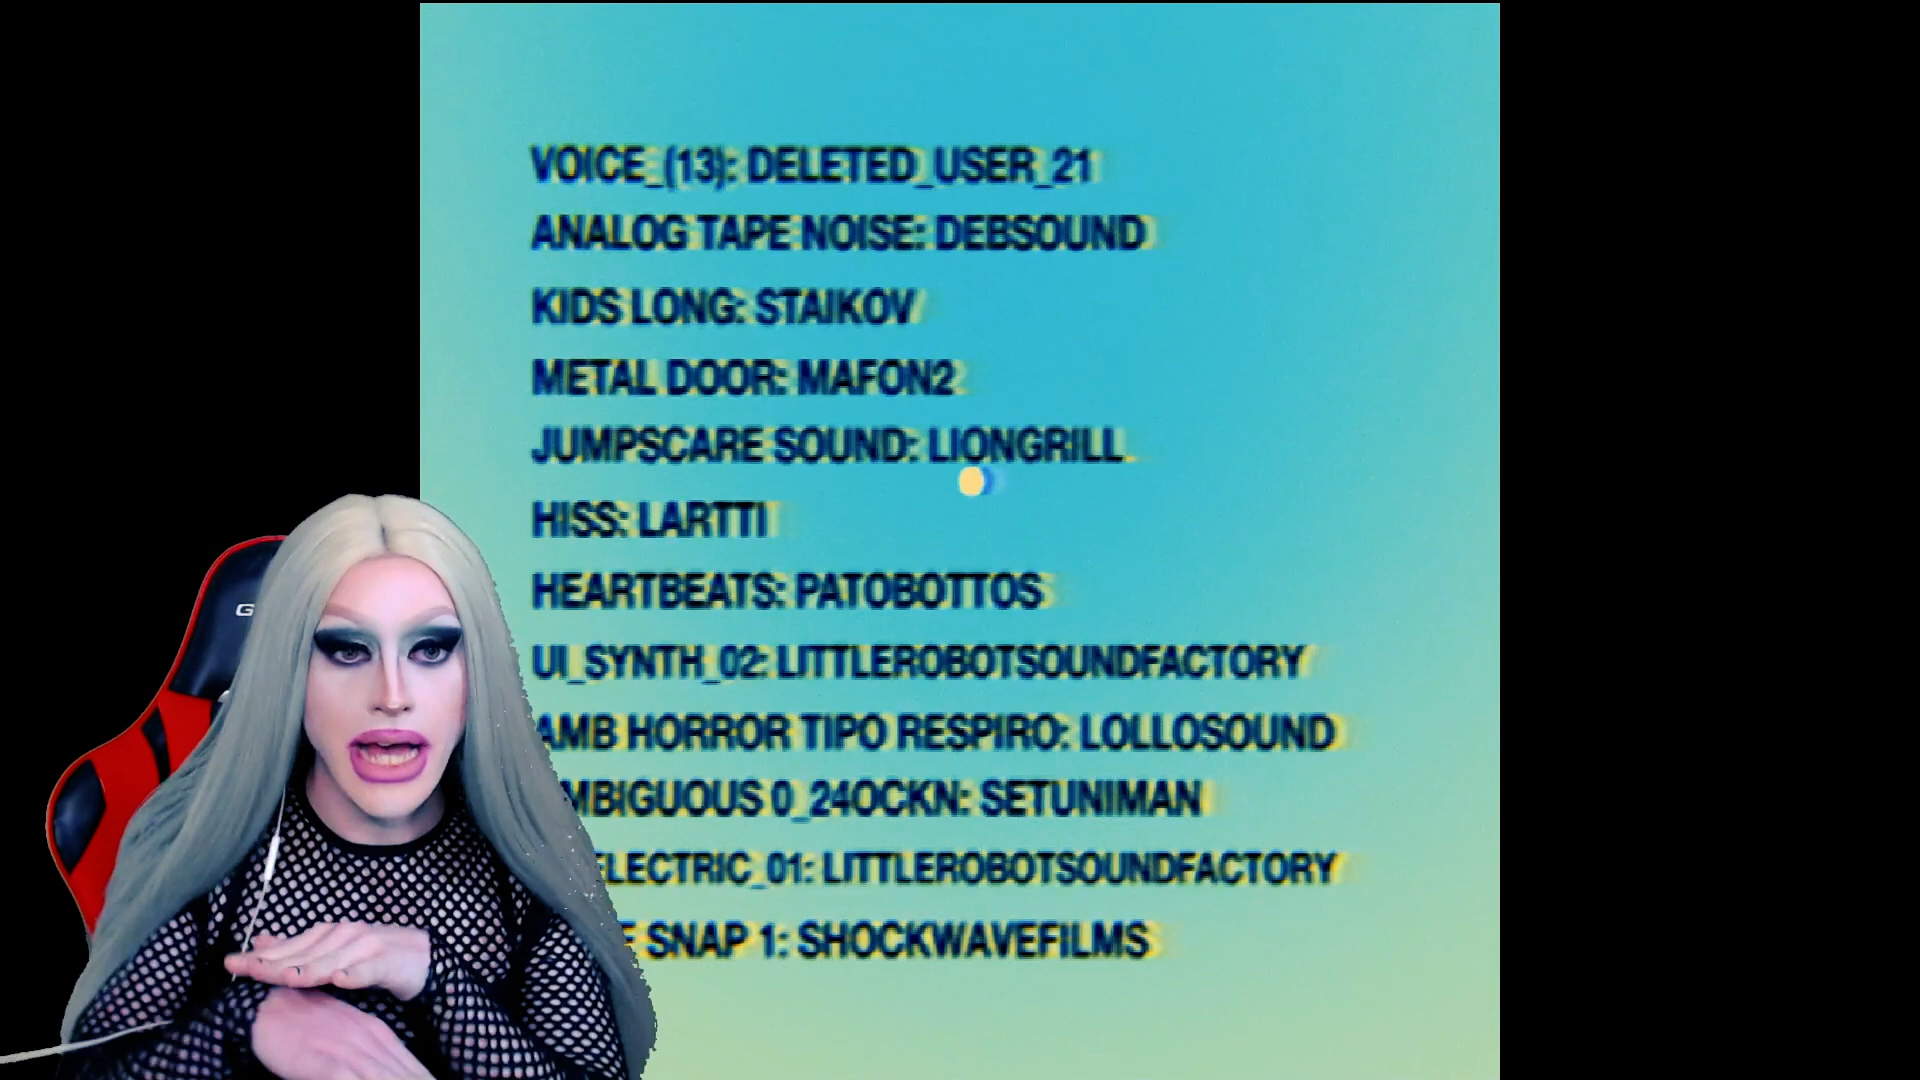 VOICE_(13): DELETED_USER_21
ANALOG TAPE NOISE: DEBSOUND
KIDS LONG: STAIKOV
METAL DOOR: MAFON2
JUMPSCARE SOUND: LIONGRILL
HISS: LARTTI
G
HEARTBEATS: PATOBOTTOS
UI_SYNTH_02: LITTLEROBOTSOUNDFACTORY
AMB HORROR TIPO RESPIRO: LOLLOSOUND
MBIGUOUS 0_24OCKN: SETUNIMAN
ELECTRIC_01: LITTLEROBOTSOUNDFACTORY
E SNAP 1: SHOCKWAVEFILMS